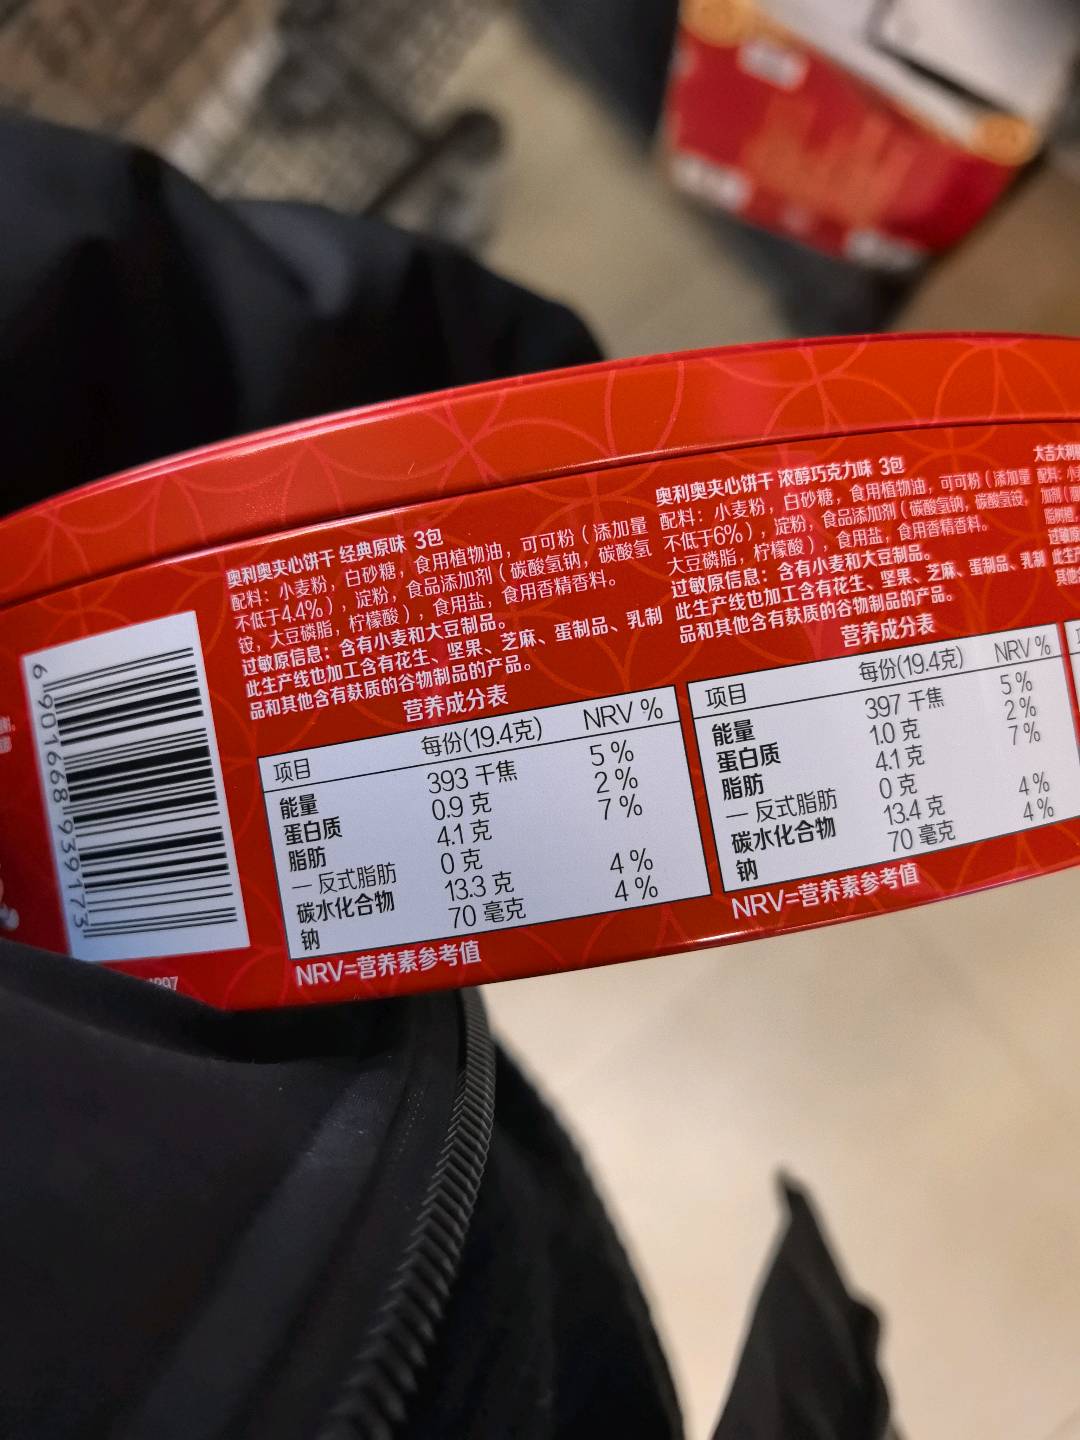 奥利奥夹心饼干 经典原味 3包
配料：小麦粉，白砂糖，食用植物油，可可粉（添加量
不低于4.4%），淀粉，食品添加剂（碳酸氢钠，碳酸氢
铵，大豆磷脂，柠檬酸），食用盐，食用香精香料。
过敏原信息：含有小麦和大豆制品。
此生产线也加工含有花生、坚果、芝麻、蛋制品、乳制
品和其他含有麸质的谷物制品的产品。
营养成分表
项目 每份(19.4克) NRV %
能量 393 千焦 5 %
蛋白质 0.9 克 2 %
脂肪 4.1 克 7 %
— 反式脂肪 0 克
碳水化合物 13.3 克 4 %
钠 70 毫克 4 %
NRV=营养素参考值
奥利奥夹心饼干 浓醇巧克力味 3包
配料：小麦粉，白砂糖，食用植物油，可可粉（添加量
不低于6%），淀粉，食品添加剂（碳酸氢钠，碳酸氢铵，
大豆磷脂，柠檬酸），食用盐，食用香精香料。
过敏原信息：含有小麦和大豆制品。
此生产线也加工含有花生、坚果、芝麻、蛋制品、乳制
品和其他含有麸质的谷物制品的产品。
营养成分表
项目 每份(19.4克) NRV %
能量 397 千焦 5 %
蛋白质 1.0 克 2 %
脂肪 4.1 克 7 %
— 反式脂肪 0 克
碳水化合物 13.4 克 4 %
钠 70 毫克 4 %
NRV=营养素参考值
6 901668 939173